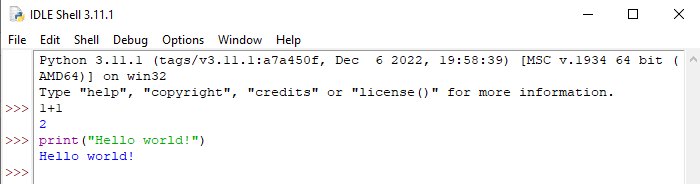 IDLE Shell 3.11.1
File Edit Shell Debug Options Window Help
Python 3.11.1 (tags/v3.11.1:a7a450f, Dec  6 2022, 19:58:39) [MSC v.1934 64 bit (
AMD64)] on win32
Type "help", "copyright", "credits" or "license()" for more information.
>>> 1+1
2
>>> print("Hello world!")
Hello world!
>>>